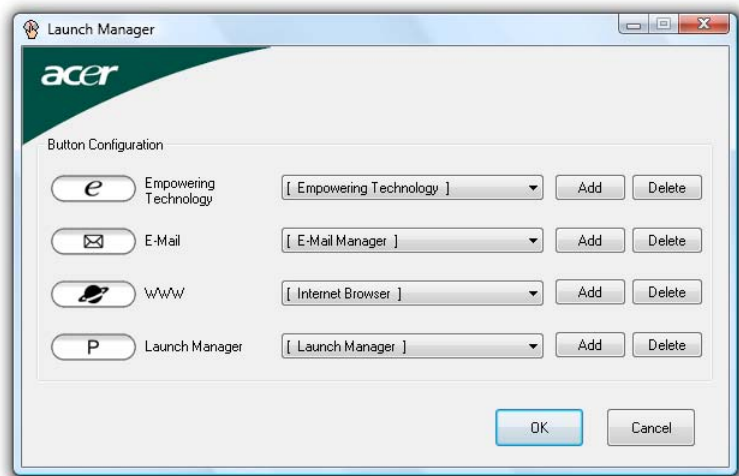 Launch Manager
acer
Button Configuration
e Empowering Technology [ Empowering Technology ] Add Delete
E-Mail [ E-Mail Manager ] Add Delete
WWW [ Internet Browser ] Add Delete
P Launch Manager [ Launch Manager ] Add Delete
OK Cancel